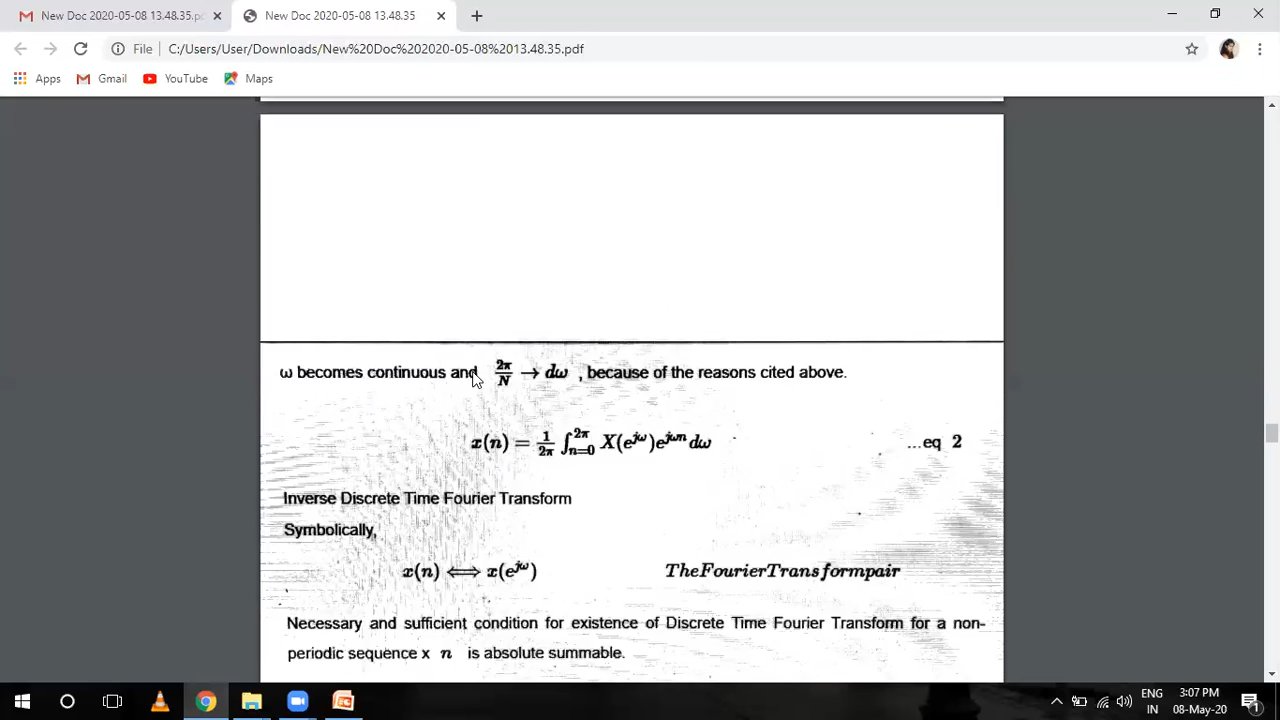 New Doc 2020-05-08 13.48.35.p
New Doc 2020-05-08 13.48.35
File C:/Users/User/Downloads/New%20Doc%202020-05-08%2013.48.35.pdf
Apps Gmail YouTube Maps
ω becomes continuous and 2π/N → dω , because of the reasons cited above.
x(n) = 1/2π ∫_{n=0}^{2π} X(e^{jω})e^{jωn}dω ...eq 2
Inverse Discrete Time Fourier Transform
Symbolically,
n) ⟺ x(e^{jω}) TheFourierTransformpair
Necessary and sufficient condition for existence of Discrete Time Fourier Transform for a non-
periodic sequence x n is absolute summable.
ENG 3:07 PM
IN 08-May-20